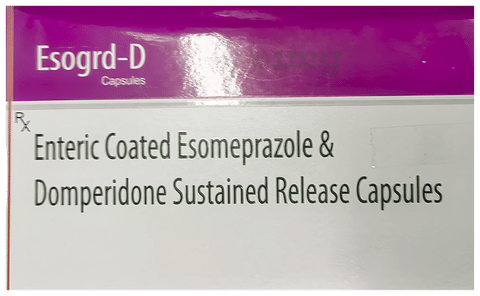 Esogrd-D
Capsules
Rx
Enteric Coated Esomeprazole &
Domperidone Sustained Release Capsules